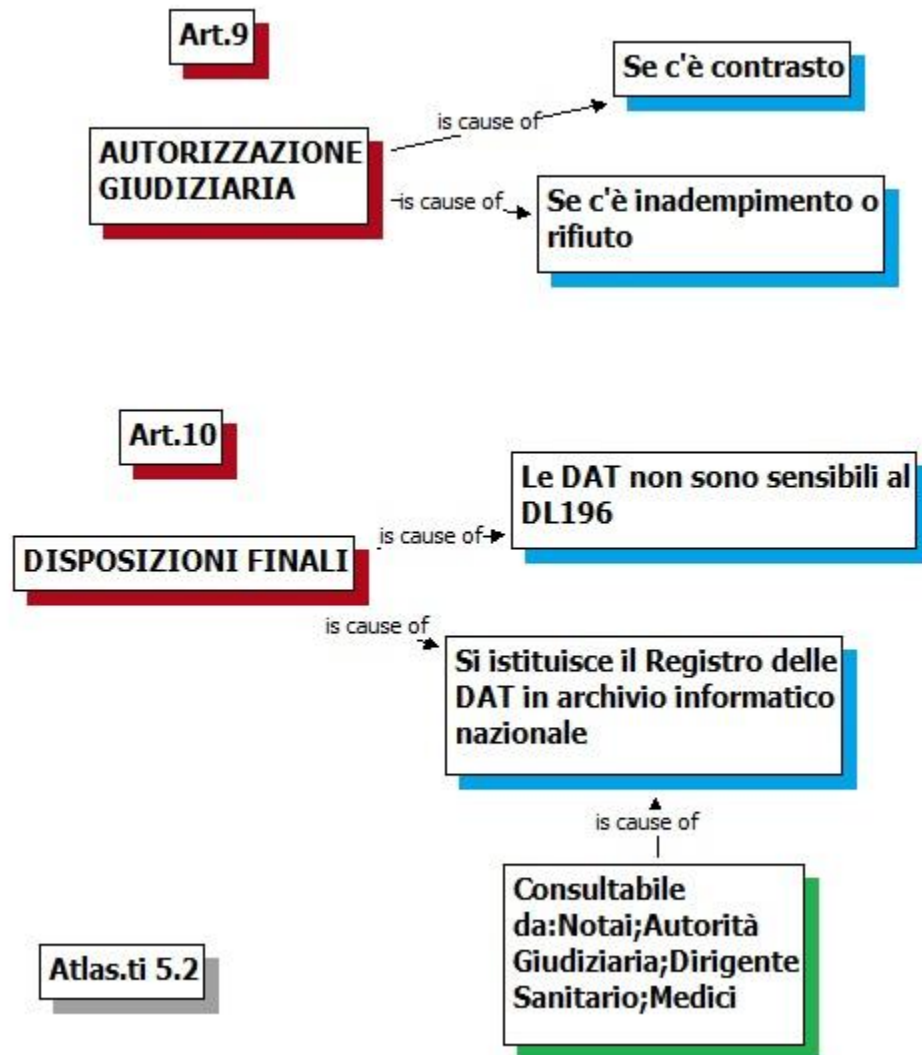 Art.9
Se c'è contrasto
is cause of
AUTORIZZAZIONE
GIUDIZIARIA
is cause of
Se c'è inadempimento o
rifiuto
Art.10
Le DAT non sono sensibili al
DL196
is cause of
DISPOSIZIONI FINALI
is cause of
Si istituisce il Registro delle
DAT in archivio informatico
nazionale
is cause of
Consultabile
da:Notai;Autorità
Giudiziaria;Dirigente
Sanitario;Medici
Atlas.ti 5.2